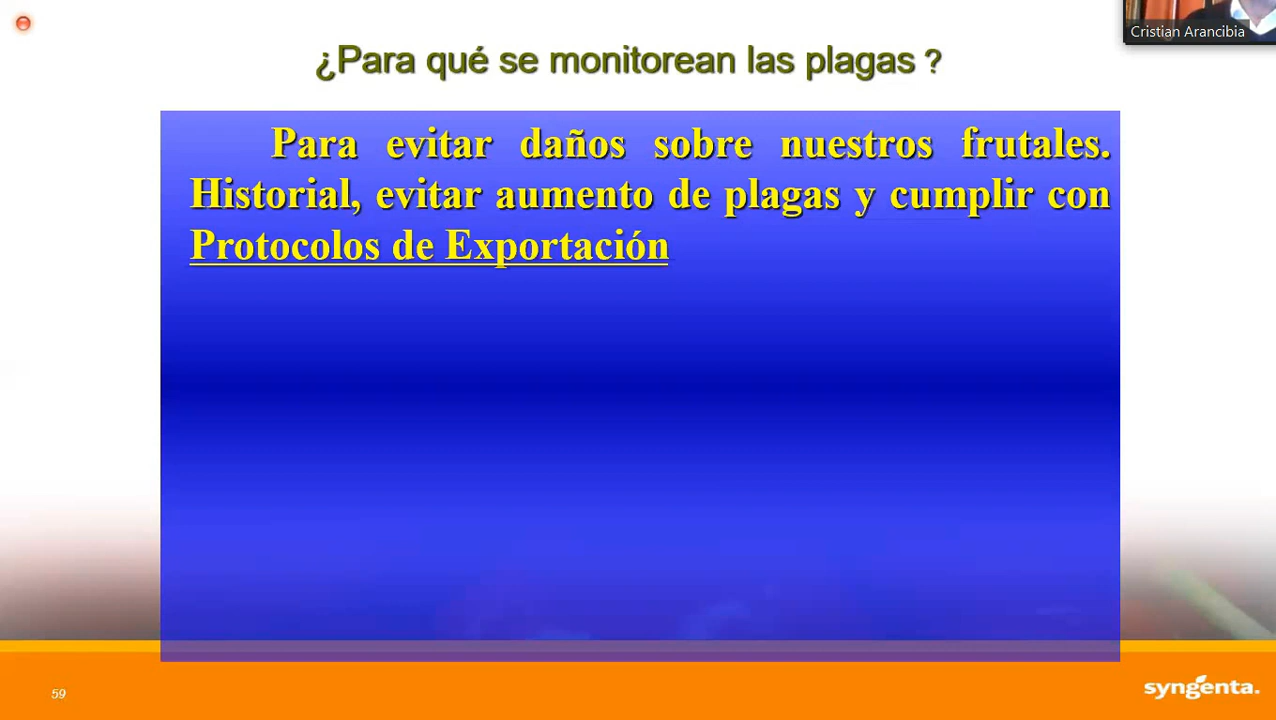 Cristian Arancibia
¿Para qué se monitorean las plagas ?
Para evitar daños sobre nuestros frutales.
Historial, evitar aumento de plagas y cumplir con
Protocolos de Exportación
59
syngenta.